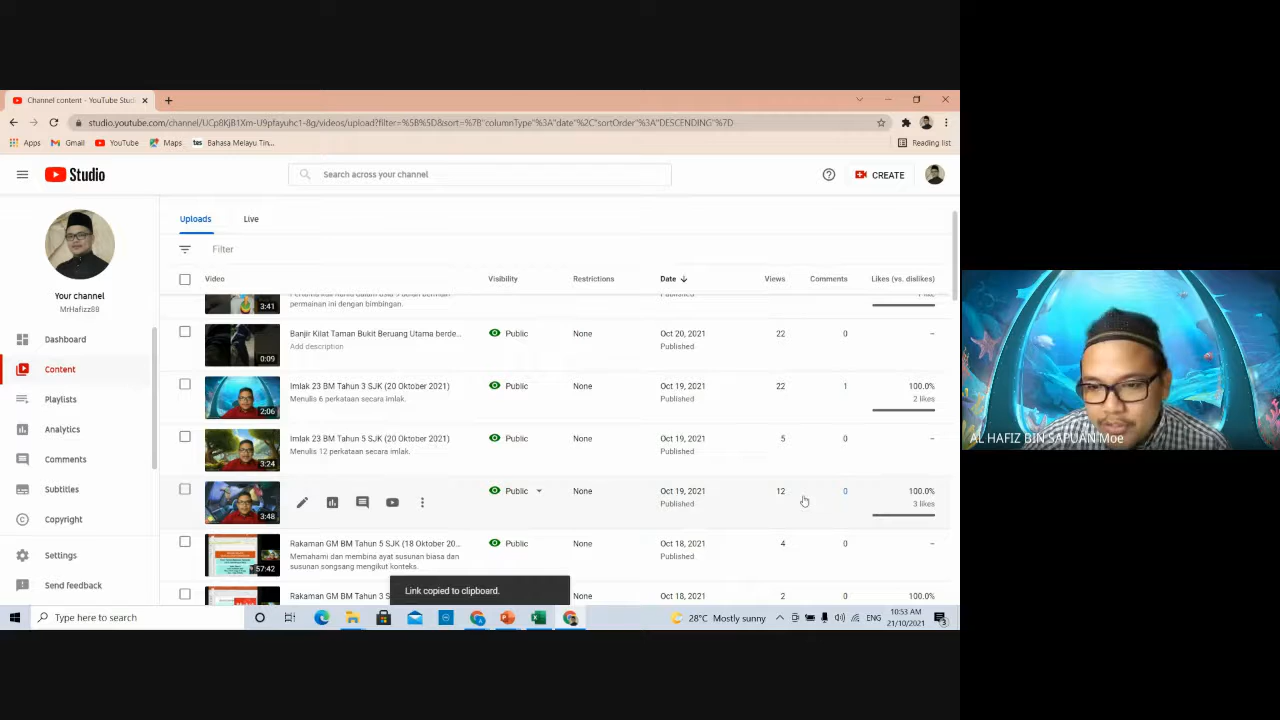 Channel content - YouTube Stud
studio.youtube.com/channel/UCp8KjB1Xm-U9pfayuhc1-8g/videos/upload?filter=%5B%5D&sort=%7B"columnType"%3A"date"%2C"sortOrder"%3A"DESCENDING"%7D
Apps Gmail YouTube Maps tes Bahasa Melayu Tin... Reading list
Studio
Search across your channel
CREATE
Uploads Live
Filter
Video Visibility Restrictions Date Views Comments Likes (vs. dislikes)
permainan ini dengan bimbingan.
3:41
Banjir Kilat Taman Bukit Beruang Utama berde... Public None Oct 20, 2021 22 0 –
Add description Published
0:09
Imlak 23 BM Tahun 3 SJK (20 Oktober 2021) Public None Oct 19, 2021 22 1 100.0%
Menulis 6 perkataan secara imlak. Published 2 likes
2:06
Imlak 23 BM Tahun 5 SJK (20 Oktober 2021) Public None Oct 19, 2021 5 0 –
Menulis 12 perkataan secara imlak. Published
3:24
Public None Oct 19, 2021 12 0 100.0%
Published 3 likes
3:48
Rakaman GM BM Tahun 5 SJK (18 Oktober 20... Public None Oct 18, 2021 4 0 –
Memahami dan membina ayat susunan biasa dan Published
susunan songsang mengikut konteks.
57:42
Rakaman GM BM Tahun 3 S Public None Oct 18, 2021 2 0 100.0%
Link copied to clipboard.
Your channel
MrHafizz88
Dashboard
Content
Playlists
Analytics
Comments
Subtitles
Copyright
Settings
Send feedback
Type here to search
28°C Mostly sunny
ENG
10:53 AM
21/10/2021
3
AL HAFIZ BIN SAPUAN Moe